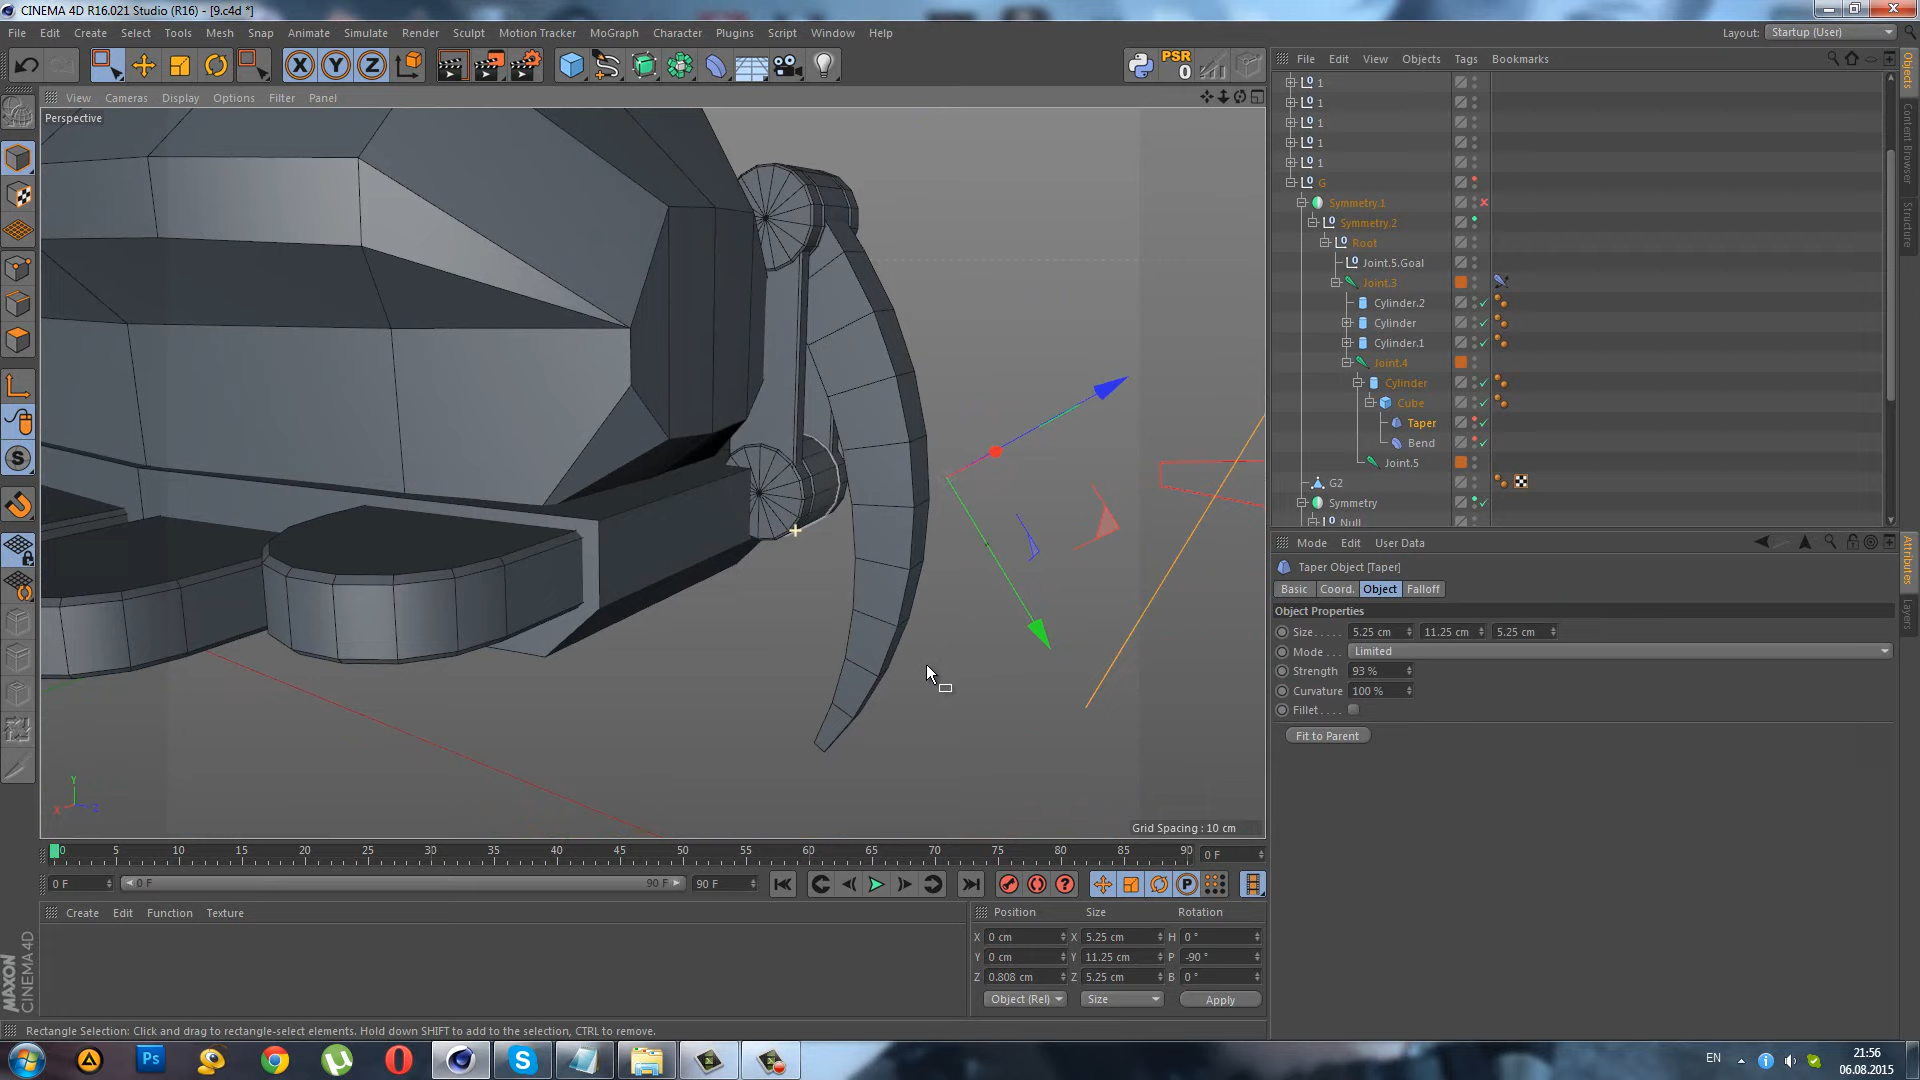 CINEMA 4D R16.021 Studio (R16) - [9.c4d *]
File Edit Create Select Tools Mesh Snap Animate Simulate Render Sculpt Motion Tracker MoGraph Character Plugins Script Window Help
Layout: Startup (User)
X Y Z
PSR
0
File Edit View Objects Tags Bookmarks
View Cameras Display Options Filter Panel
Perspective
1
1
1
1
1
G
Symmetry.1
Symmetry.2
Root
Joint.5.Goal
Joint.3
Cylinder.2
Cylinder
Cylinder.1
Joint.4
Cylinder
Cube
Taper
Bend
Joint.5
G2
Symmetry
Null
Objects
Content Browser
Structure
Attributes
Layers
Mode Edit User Data
Taper Object [Taper]
Basic Coord. Object Falloff
Object Properties
Size 5.25 cm 11.25 cm 5.25 cm
Mode Limited
Strength 93 %
Curvature 100 %
Fillet
Fit to Parent
Y
X
Z
Grid Spacing : 10 cm
0 5 10 15 20 25 30 35 40 45 50 55 60 65 70 75 80 85 90
0 F
0 F 0 F 90 F 90 F
P
Create Edit Function Texture
Position Size Rotation
X 0 cm X 5.25 cm H 0 °
Y 0 cm Y 11.25 cm P -90 °
Z 0.808 cm Z 5.25 cm B 0 °
Object (Rel) Size Apply
MAXON
CINEMA 4D
Rectangle Selection: Click and drag to rectangle-select elements. Hold down SHIFT to add to the selection, CTRL to remove.
Ps
EN
21:56
06.08.2015